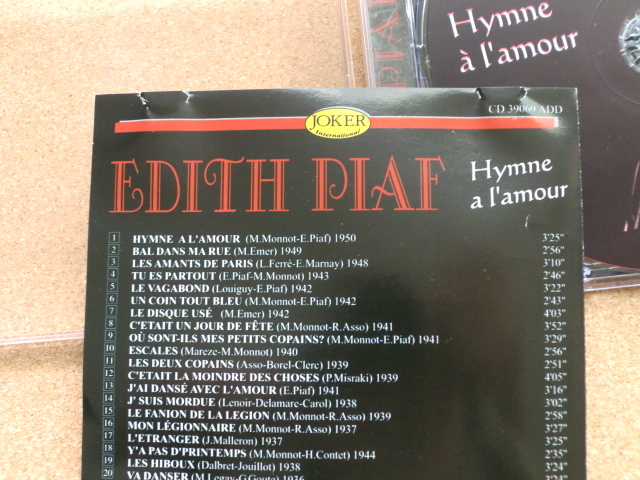 Hymne
à l'amour
JOKER
International
CD 39069 ADD
EDITH PIAF
Hymne
a l'amour
1 HYMNE A L'AMOUR (M.Monnot-E.Piaf) 1950 3'25"
2 BAL DANS MA RUE (M.Emer) 1949 2'56"
3 LES AMANTS DE PARIS (L.Ferré-E.Marnay) 1948 3'10"
4 TU ES PARTOUT (E.Piaf-M.Monnot) 1943 2'46"
5 LE VAGABOND (Louiguy-E.Piaf) 1942 3'22"
6 UN COIN TOUT BLEU (M.Monnot-E.Piaf) 1942 2'43"
7 LE DISQUE USÉ (M.Emer) 1942 4'03"
8 C'ETAIT UN JOUR DE FÊTE (M.Monnot-R.Asso) 1941 3'52"
9 OÙ SONT-ILS MES PETITS COPAINS? (M.Monnot-E.Piaf) 1941 3'29"
10 ESCALES (Mareze-M.Monnot) 1940 2'56"
11 LES DEUX COPAINS (Asso-Borel-Clerc) 1939 2'51"
12 C'ETAIT LA MOINDRE DES CHOSES (P.Misraki) 1939 4'05"
13 J'AI DANSÉ AVEC L'AMOUR (E.Piaf) 1941 3'16"
14 J' SUIS MORDUE (Lenoir-Delamare-Carol) 1938 3'02"
15 LE FANION DE LA LEGION (M.Monnot-R.Asso) 1939 2'58"
16 MON LÉGIONNAIRE (M.Monnot-R.Asso) 1937 3'27"
17 L'ETRANGER (J.Malleron) 1937 3'25"
18 Y'A PAS D'PRINTEMPS (M.Monnot-H.Contet) 1944 2'35"
19 LES HIBOUX (Dalbret-Jouillot) 1938 3'24"
20 VA DANSER (M.Legay-G.Couta) 1936 3'24"